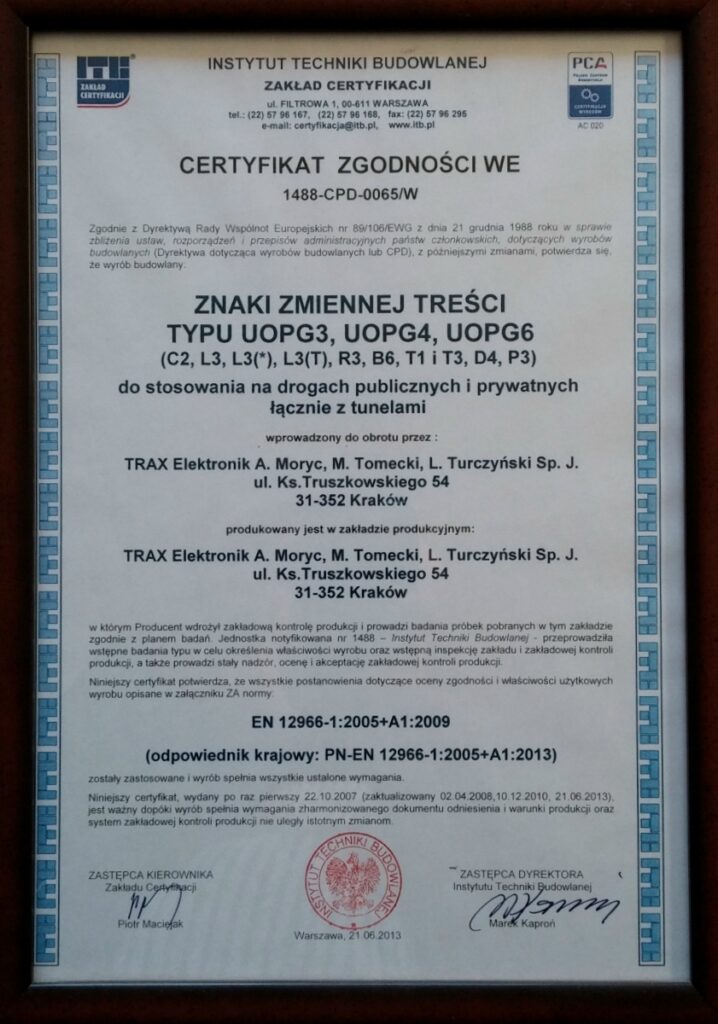 ITB
ZAKŁAD
CERTYFIKACJI
INSTYTUT TECHNIKI BUDOWLANEJ
ZAKŁAD CERTYFIKACJI
ul. FILTROWA 1, 00-611 WARSZAWA
tel.: (22) 57 96 167, (22) 57 96 168, fax: (22) 57 96 295
e-mail: certyfikacja@itb.pl, www.itb.pl
PCA
POLSKIE CENTRUM
AKREDYTACJI
CERTYFIKACJA
WYROBÓW
AC 020
CERTYFIKAT ZGODNOŚCI WE
1488-CPD-0065/W
Zgodnie z Dyrektywą Rady Wspólnot Europejskich nr 89/106/EWG z dnia 21 grudnia 1988 roku w sprawie
zbliżenia ustaw, rozporządzeń i przepisów administracyjnych państw członkowskich, dotyczących wyrobów
budowlanych (Dyrektywa dotycząca wyrobów budowlanych lub CPD), z późniejszymi zmianami, potwierdza się,
że wyrób budowlany:
ZNAKI ZMIENNEJ TREŚCI
TYPU UOPG3, UOPG4, UOPG6
(C2, L3, L3(*), L3(T), R3, B6, T1 i T3, D4, P3)
do stosowania na drogach publicznych i prywatnych
łącznie z tunelami
wprowadzony do obrotu przez :
TRAX Elektronik A. Moryc, M. Tomecki, L. Turczyński Sp. J.
ul. Ks.Truszkowskiego 54
31-352 Kraków
produkowany jest w zakładzie produkcyjnym:
TRAX Elektronik A. Moryc, M. Tomecki, L. Turczyński Sp. J.
ul. Ks.Truszkowskiego 54
31-352 Kraków
w którym Producent wdrożył zakładową kontrolę produkcji i prowadzi badania próbek pobranych w tym zakładzie
zgodnie z planem badań. Jednostka notyfikowana nr 1488 – Instytut Techniki Budowlanej - przeprowadziła
wstępne badania typu w celu określenia właściwości wyrobu oraz wstępną inspekcję zakładu i zakładowej kontroli
produkcji, a także prowadzi stały nadzór, ocenę i akceptację zakładowej kontroli produkcji.
Niniejszy certyfikat potwierdza, że wszystkie postanowienia dotyczące oceny zgodności i właściwości użytkowych
wyrobu opisane w załączniku ZA normy:
EN 12966-1:2005+A1:2009
(odpowiednik krajowy: PN-EN 12966-1:2005+A1:2013)
zostały zastosowane i wyrób spełnia wszystkie ustalone wymagania.
Niniejszy certyfikat, wydany po raz pierwszy 22.10.2007 (zaktualizowany 02.04.2008,10.12.2010, 21.06.2013),
jest ważny dopóki wyrób spełnia wymagania zharmonizowanego dokumentu odniesienia i warunki produkcji oraz
system zakładowej kontroli produkcji nie uległy istotnym zmianom.
ZASTĘPCA KIEROWNIKA
Zakładu Certyfikacji
Piotr Maciejak
INSTYTUT TECHNIKI BUDOWLANEJ
Warszawa, 21.06.2013
ZASTĘPCA DYREKTORA
Instytutu Techniki Budowlanej
Marek Kaproń